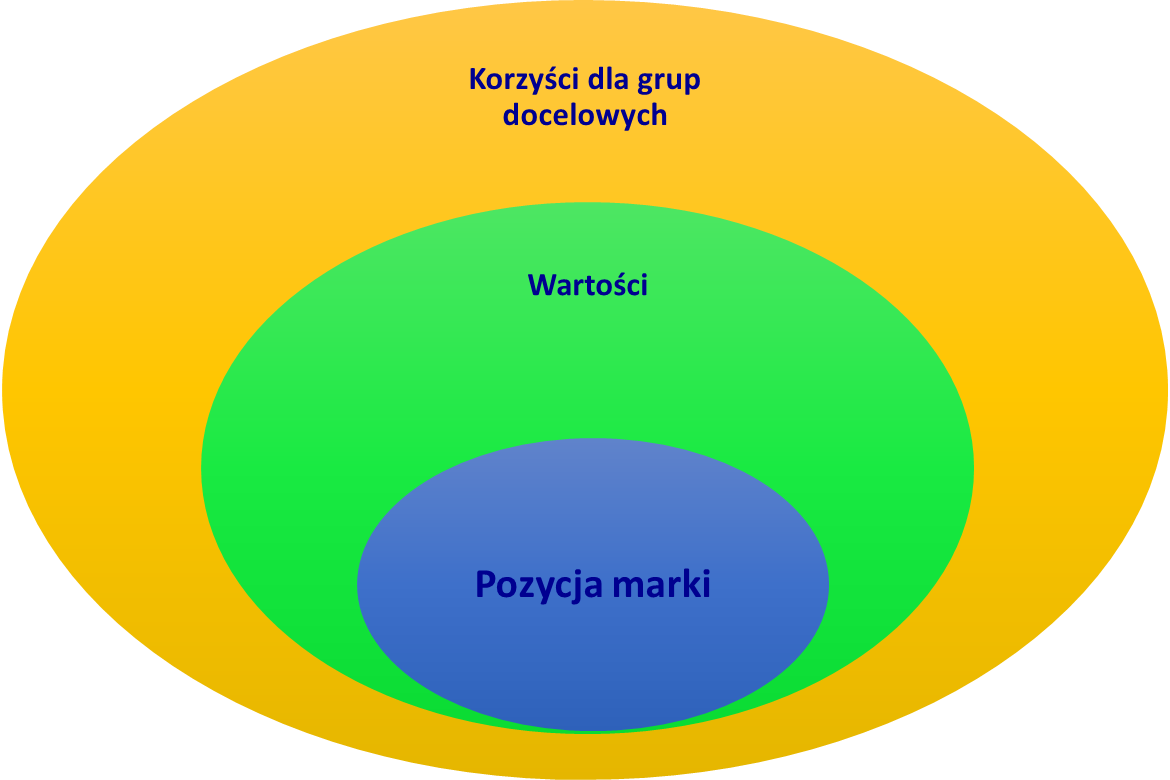 Korzyści dla grup
docelowych
Wartości
Pozycja marki